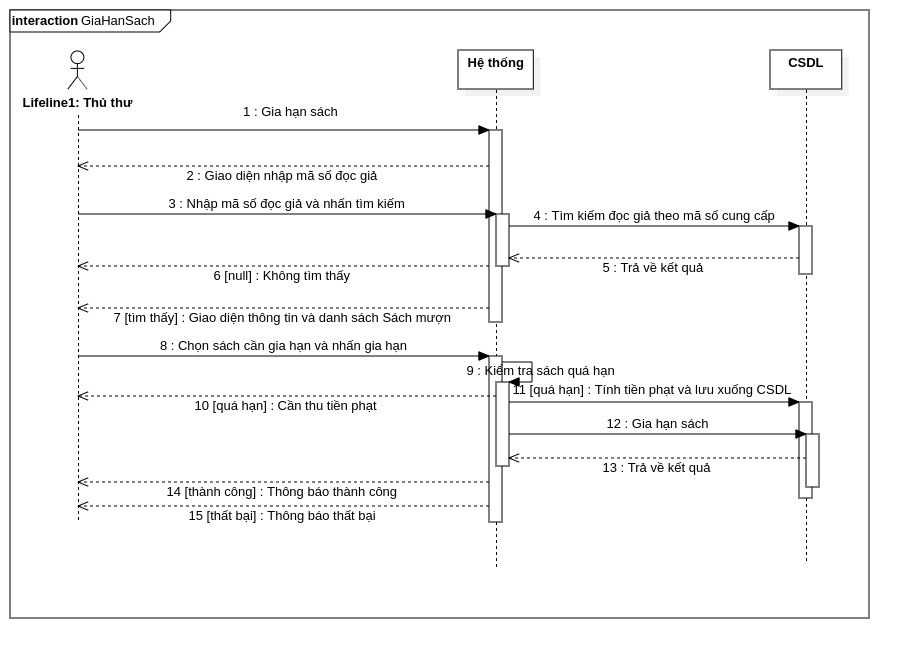 interaction GiaHanSach
Hệ thống
CSDL
Lifeline1: Thủ thư
1 : Gia hạn sách
2 : Giao diện nhập mã số đọc giả
3 : Nhập mã số đọc giả và nhấn tìm kiếm
4 : Tìm kiếm đọc giả theo mã số cung cấp
5 : Trả về kết quả
6 [null] : Không tìm thấy
7 [tìm thấy] : Giao diện thông tin và danh sách Sách mượn
8 : Chọn sách cần gia hạn và nhấn gia hạn
9 : Kiểm tra sách quá hạn
11 [quá hạn] : Tính tiền phạt và lưu xuống CSDL
10 [quá hạn] : Cần thu tiền phạt
12 : Gia hạn sách
13 : Trả về kết quả
14 [thành công] : Thông báo thành công
15 [thất bại] : Thông báo thất bại